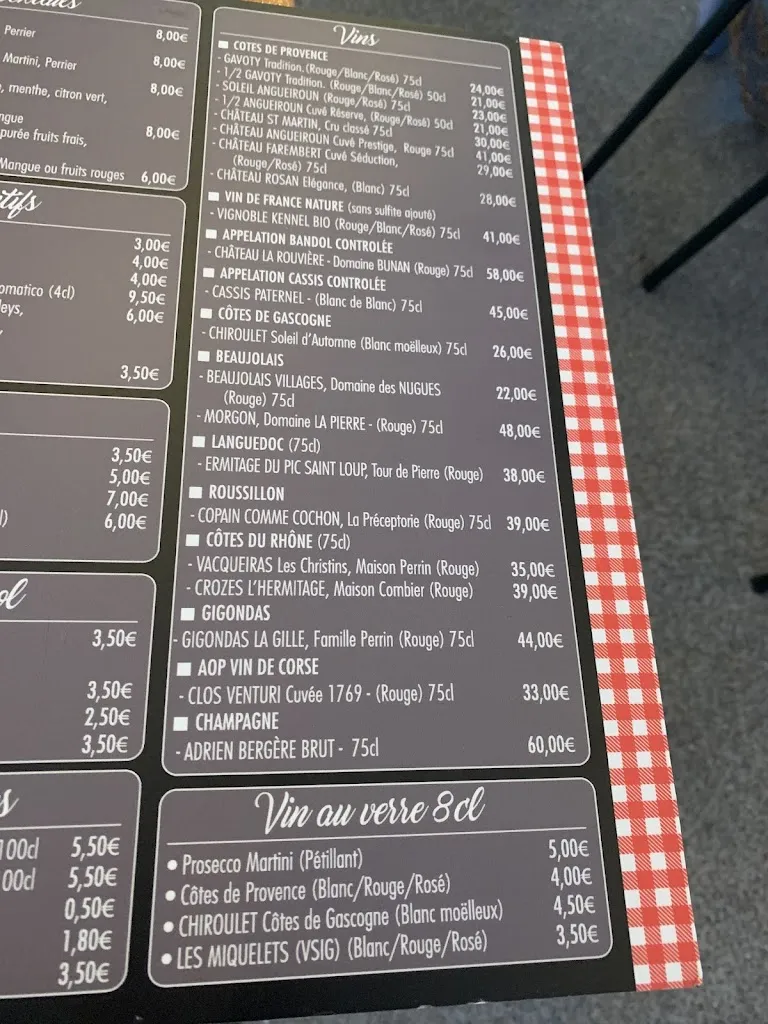 Perrier 8,00€
Martini, Perrier 8,00€
menthe, citron vert, 8,00€
purée fruits frais, 8,00€
Mangue ou fruits rouges 6,00€
3,00€
4,00€
4,00€
(4cl) 9,50€
6,00€
3,50€
3,50€
5,00€
7,00€
6,00€
3,50€
3,50€
2,50€
3,50€
100cl 5,50€
5,50€
0,50€
1,80€
3,50€
Vins
■ COTES DE PROVENCE
- GAVOTY Tradition, (Rouge/Blanc/Rosé) 75cl 24,00€
- 1/2 GAVOTY Tradition. (Rouge/Blanc/Rosé) 50cl 21,00€
- SOLEIL ANGUEIROUN (Rouge/Rosé) 75cl 23,00€
- 1/2 ANGUEIROUN Cuvé Réserve, (Rouge/Rosé) 50cl 21,00€
- CHÂTEAU ST MARTIN, Cru classé 75cl 30,00€
- CHÂTEAU ANGUEIROUN Cuvé Prestige, Rouge 75cl 41,00€
- CHÂTEAU FAREMBERT Cuvé Séduction, 29,00€
(Rouge/Rosé) 75cl
- CHÂTEAU ROSAN Elégance, (Blanc) 75cl 28,00€
■ VIN DE FRANCE NATURE (sans sulfite ajouté)
- VIGNOBLE KENNEL BIO (Rouge/Blanc/Rosé) 75cl 41,00€
■ APPELATION BANDOL CONTROLÉE
- CHÂTEAU LA ROUVIÈRE - Domaine BUNAN (Rouge) 75cl 58,00€
■ APPELATION CASSIS CONTROLÉE
- CASSIS PATERNEL - (Blanc de Blanc) 75cl 45,00€
■ CÔTES DE GASCOGNE
- CHIROULET Soleil d'Automne (Blanc moëlleux) 75cl 26,00€
■ BEAUJOLAIS
- BEAUJOLAIS VILLAGES, Domaine des NUGUES 22,00€
(Rouge) 75cl
- MORGON, Domaine LA PIERRE - (Rouge) 75cl 48,00€
■ LANGUEDOC (75cl)
- ERMITAGE DU PIC SAINT LOUP, Tour de Pierre (Rouge) 38,00€
■ ROUSSILLON
- COPAIN COMME COCHON, La Préceptorie (Rouge) 75cl 39,00€
■ CÔTES DU RHÔNE (75cl)
- VACQUEIRAS Les Christins, Maison Perrin (Rouge) 35,00€
- CROZES L'HERMITAGE, Maison Combier (Rouge) 39,00€
■ GIGONDAS
- GIGONDAS LA GILLE, Famille Perrin (Rouge) 75cl 44,00€
■ AOP VIN DE CORSE
- CLOS VENTURI Cuvée 1769 - (Rouge) 75cl 33,00€
■ CHAMPAGNE
- ADRIEN BERGÈRE BRUT - 75cl 60,00€
Vin au verre 8cl
• Prosecco Martini (Pétillant) 5,00€
• Côtes de Provence (Blanc/Rouge/Rosé) 4,00€
• CHIROULET Côtes de Gascogne (Blanc moëlleux) 4,50€
• LES MIQUELETS (VSIG) (Blanc/Rouge/Rosé) 3,50€